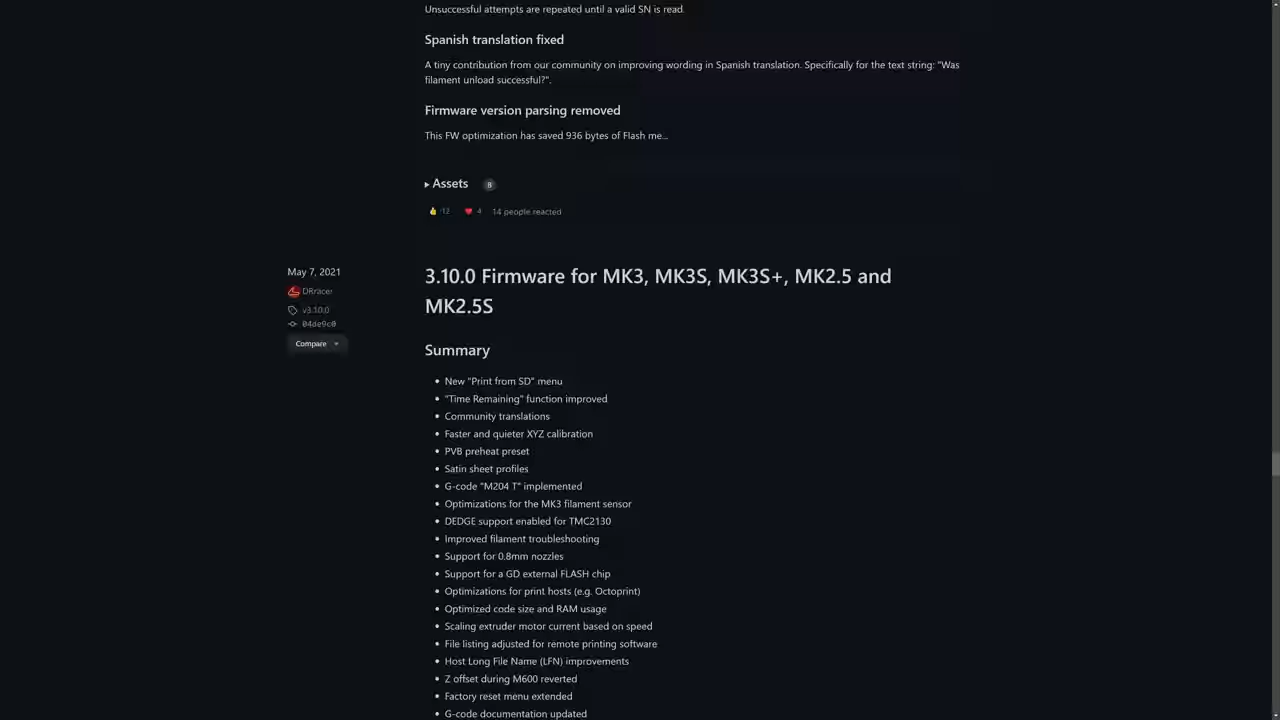 Unsuccessful attempts are repeated until a valid SN is read.
Spanish translation fixed
A tiny contribution from our community on improving wording in Spanish translation. Specifically for the text string: "Was
filament unload successful?".
Firmware version parsing removed
This FW optimization has saved 936 bytes of Flash me...
Assets 8
12 4 14 people reacted
May 7, 2021
DRracer
v3.10.0
04de9c0
Compare
3.10.0 Firmware for MK3, MK3S, MK3S+, MK2.5 and
MK2.5S
Summary
New "Print from SD" menu
"Time Remaining" function improved
Community translations
Faster and quieter XYZ calibration
PVB preheat preset
Satin sheet profiles
G-code "M204 T" implemented
Optimizations for the MK3 filament sensor
DEDGE support enabled for TMC2130
Improved filament troubleshooting
Support for 0.8mm nozzles
Support for a GD external FLASH chip
Optimizations for print hosts (e.g. Octoprint)
Optimized code size and RAM usage
Scaling extruder motor current based on speed
File listing adjusted for remote printing software
Host Long File Name (LFN) improvements
Z offset during M600 reverted
Factory reset menu extended
G-code documentation updated